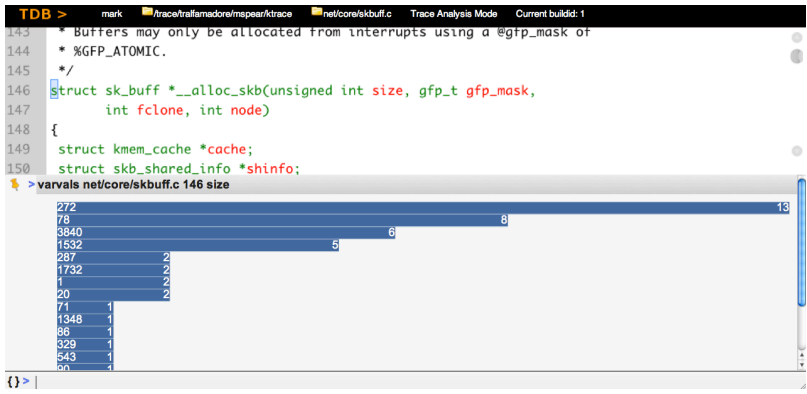 TDB > mark /trace/tralfamadore/mspear/ktrace net/core/skbuff.c Trace Analysis Mode Current buildid: 1
143 * Buffers may only be allocated from interrupts using a @gfp_mask of
144 * %GFP_ATOMIC.
145 */
146 struct sk_buff *__alloc_skb(unsigned int size, gfp_t gfp_mask,
147 int fclone, int node)
148 {
149 struct kmem_cache *cache;
150 struct skb_shared_info *shinfo;
> varvals net/core/skbuff.c 146 size
272 13
78 8
3840 6
1532 5
287 2
1732 2
1 2
20 2
71 1
1348 1
86 1
329 1
543 1
90 1
{}>